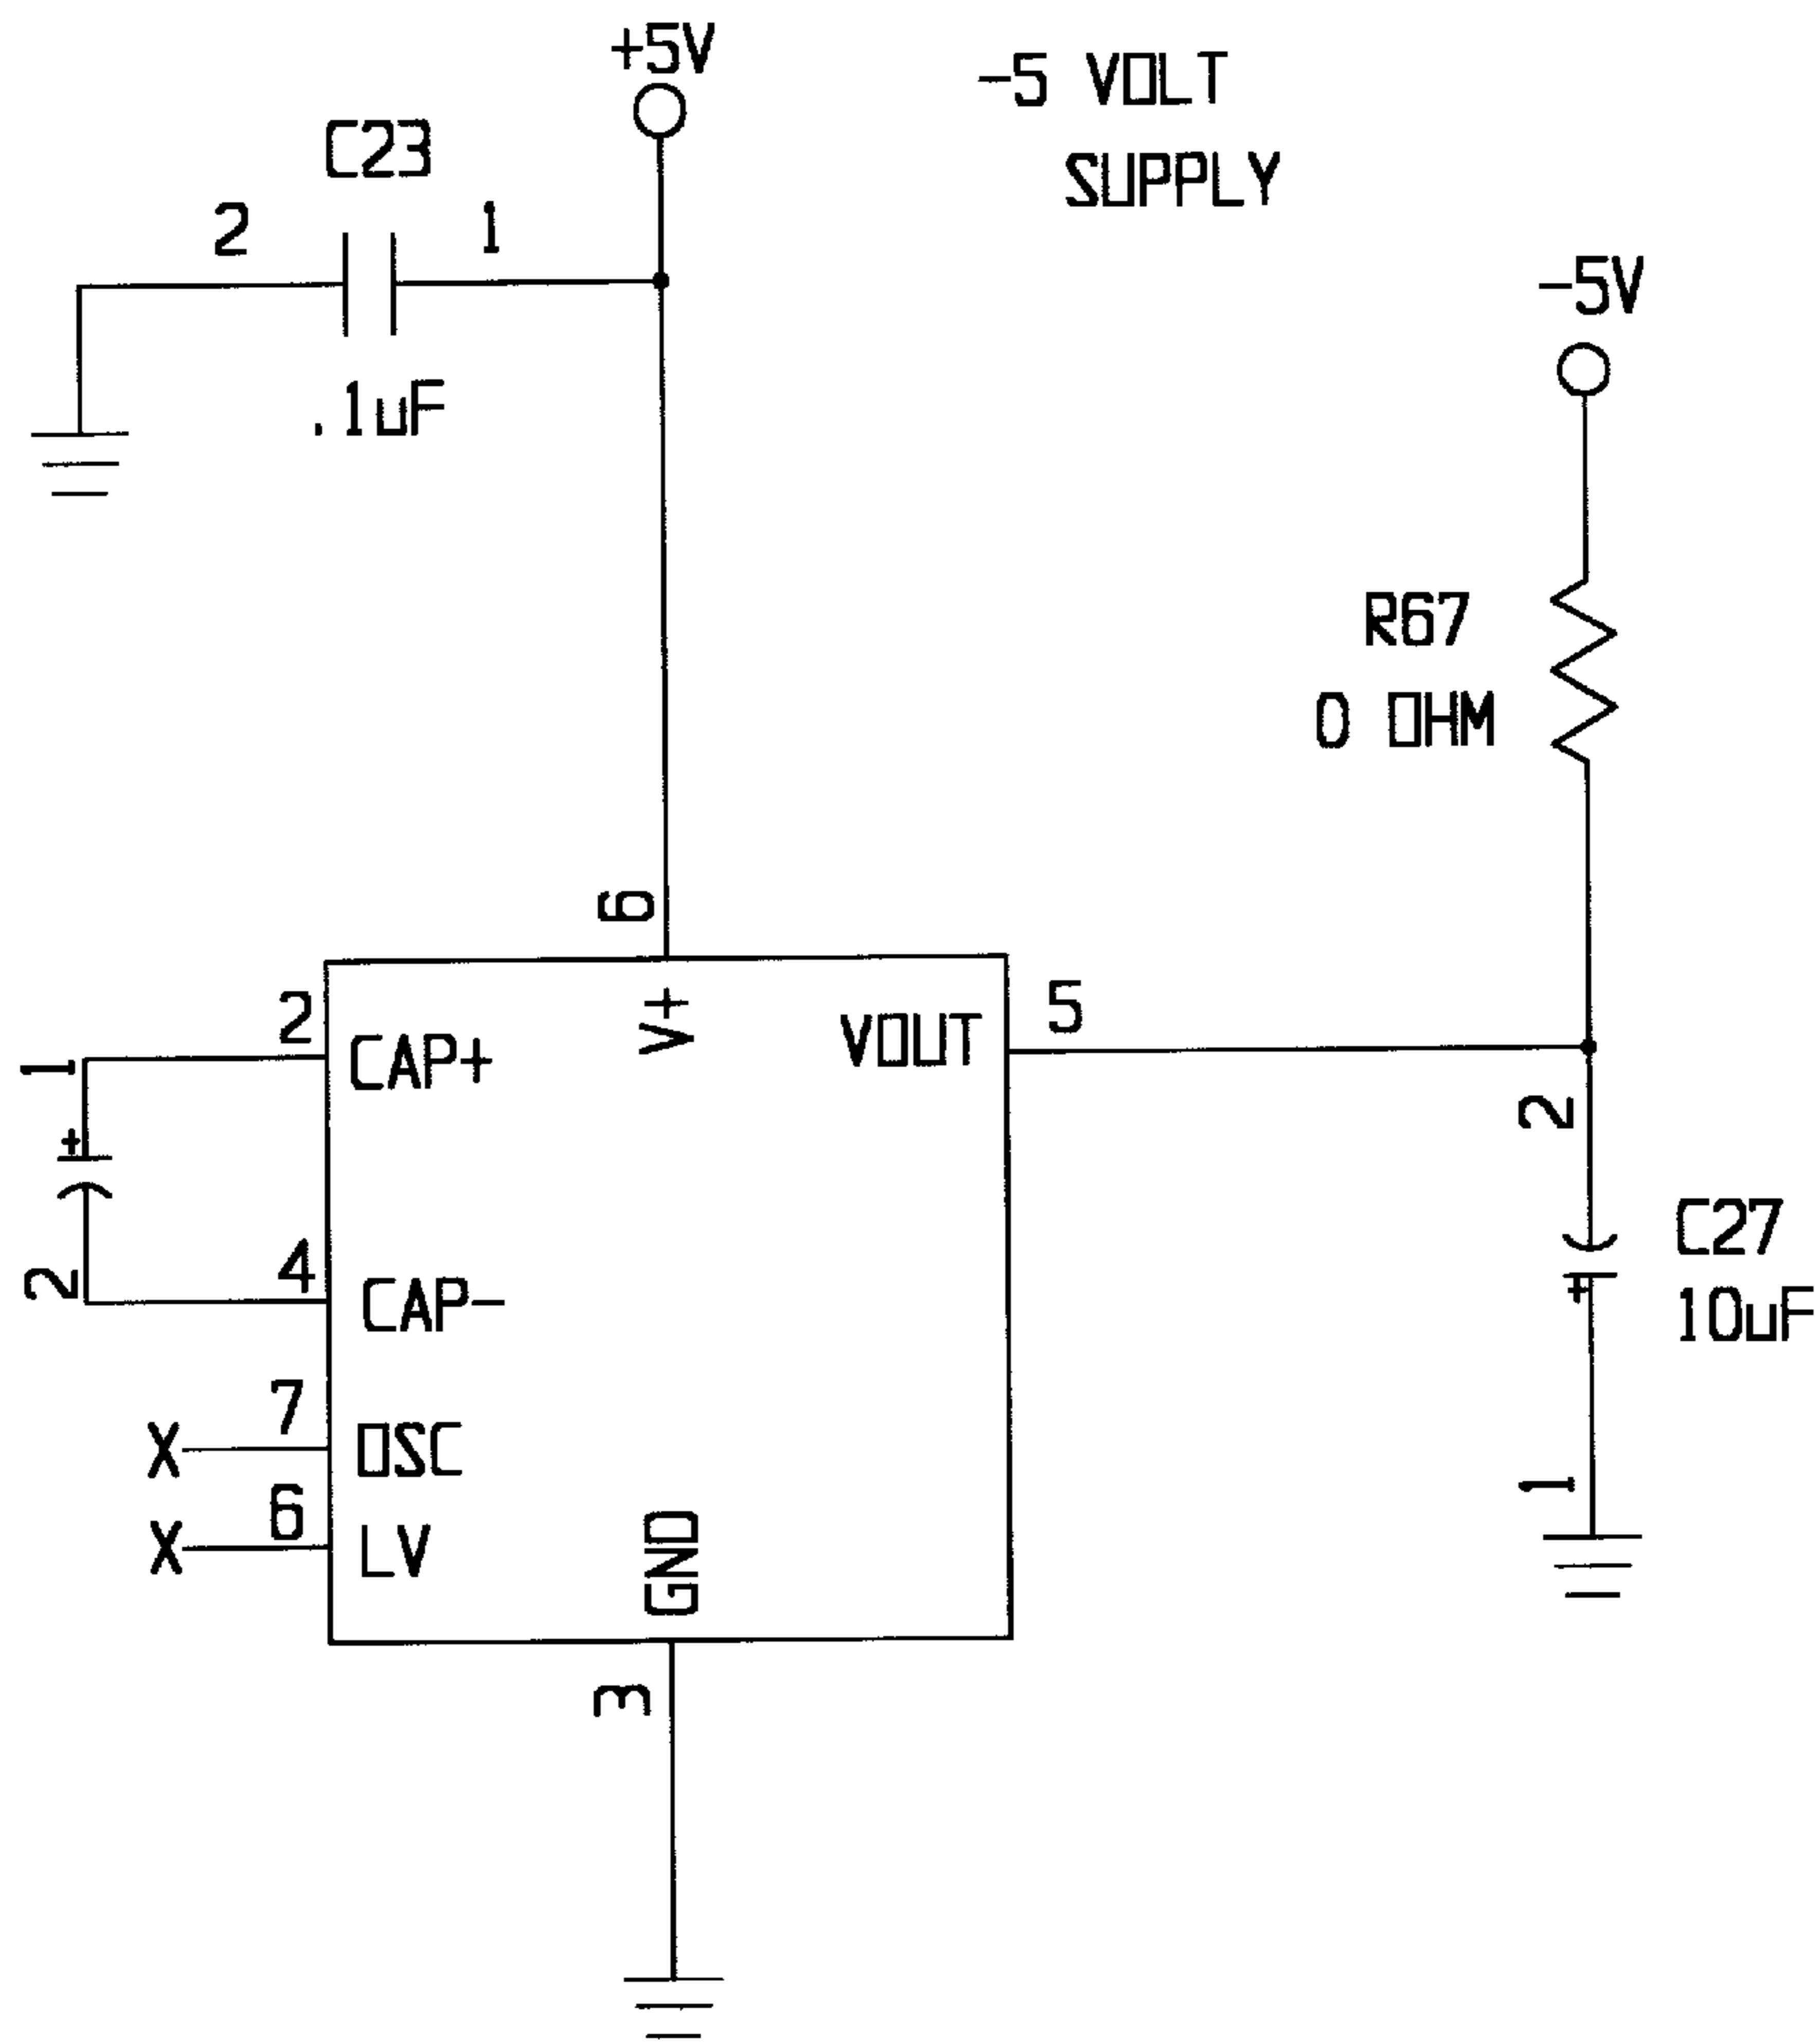 +5V
-5 VOLT
SUPPLY
C23
2
1
.1uF
-5V
R67
0 OHM
6
2
CAP+
V+
VOUT
5
1
2
2
4
CAP-
C27
10uF
7
X
OSC
6
X
LV
GND
1
3